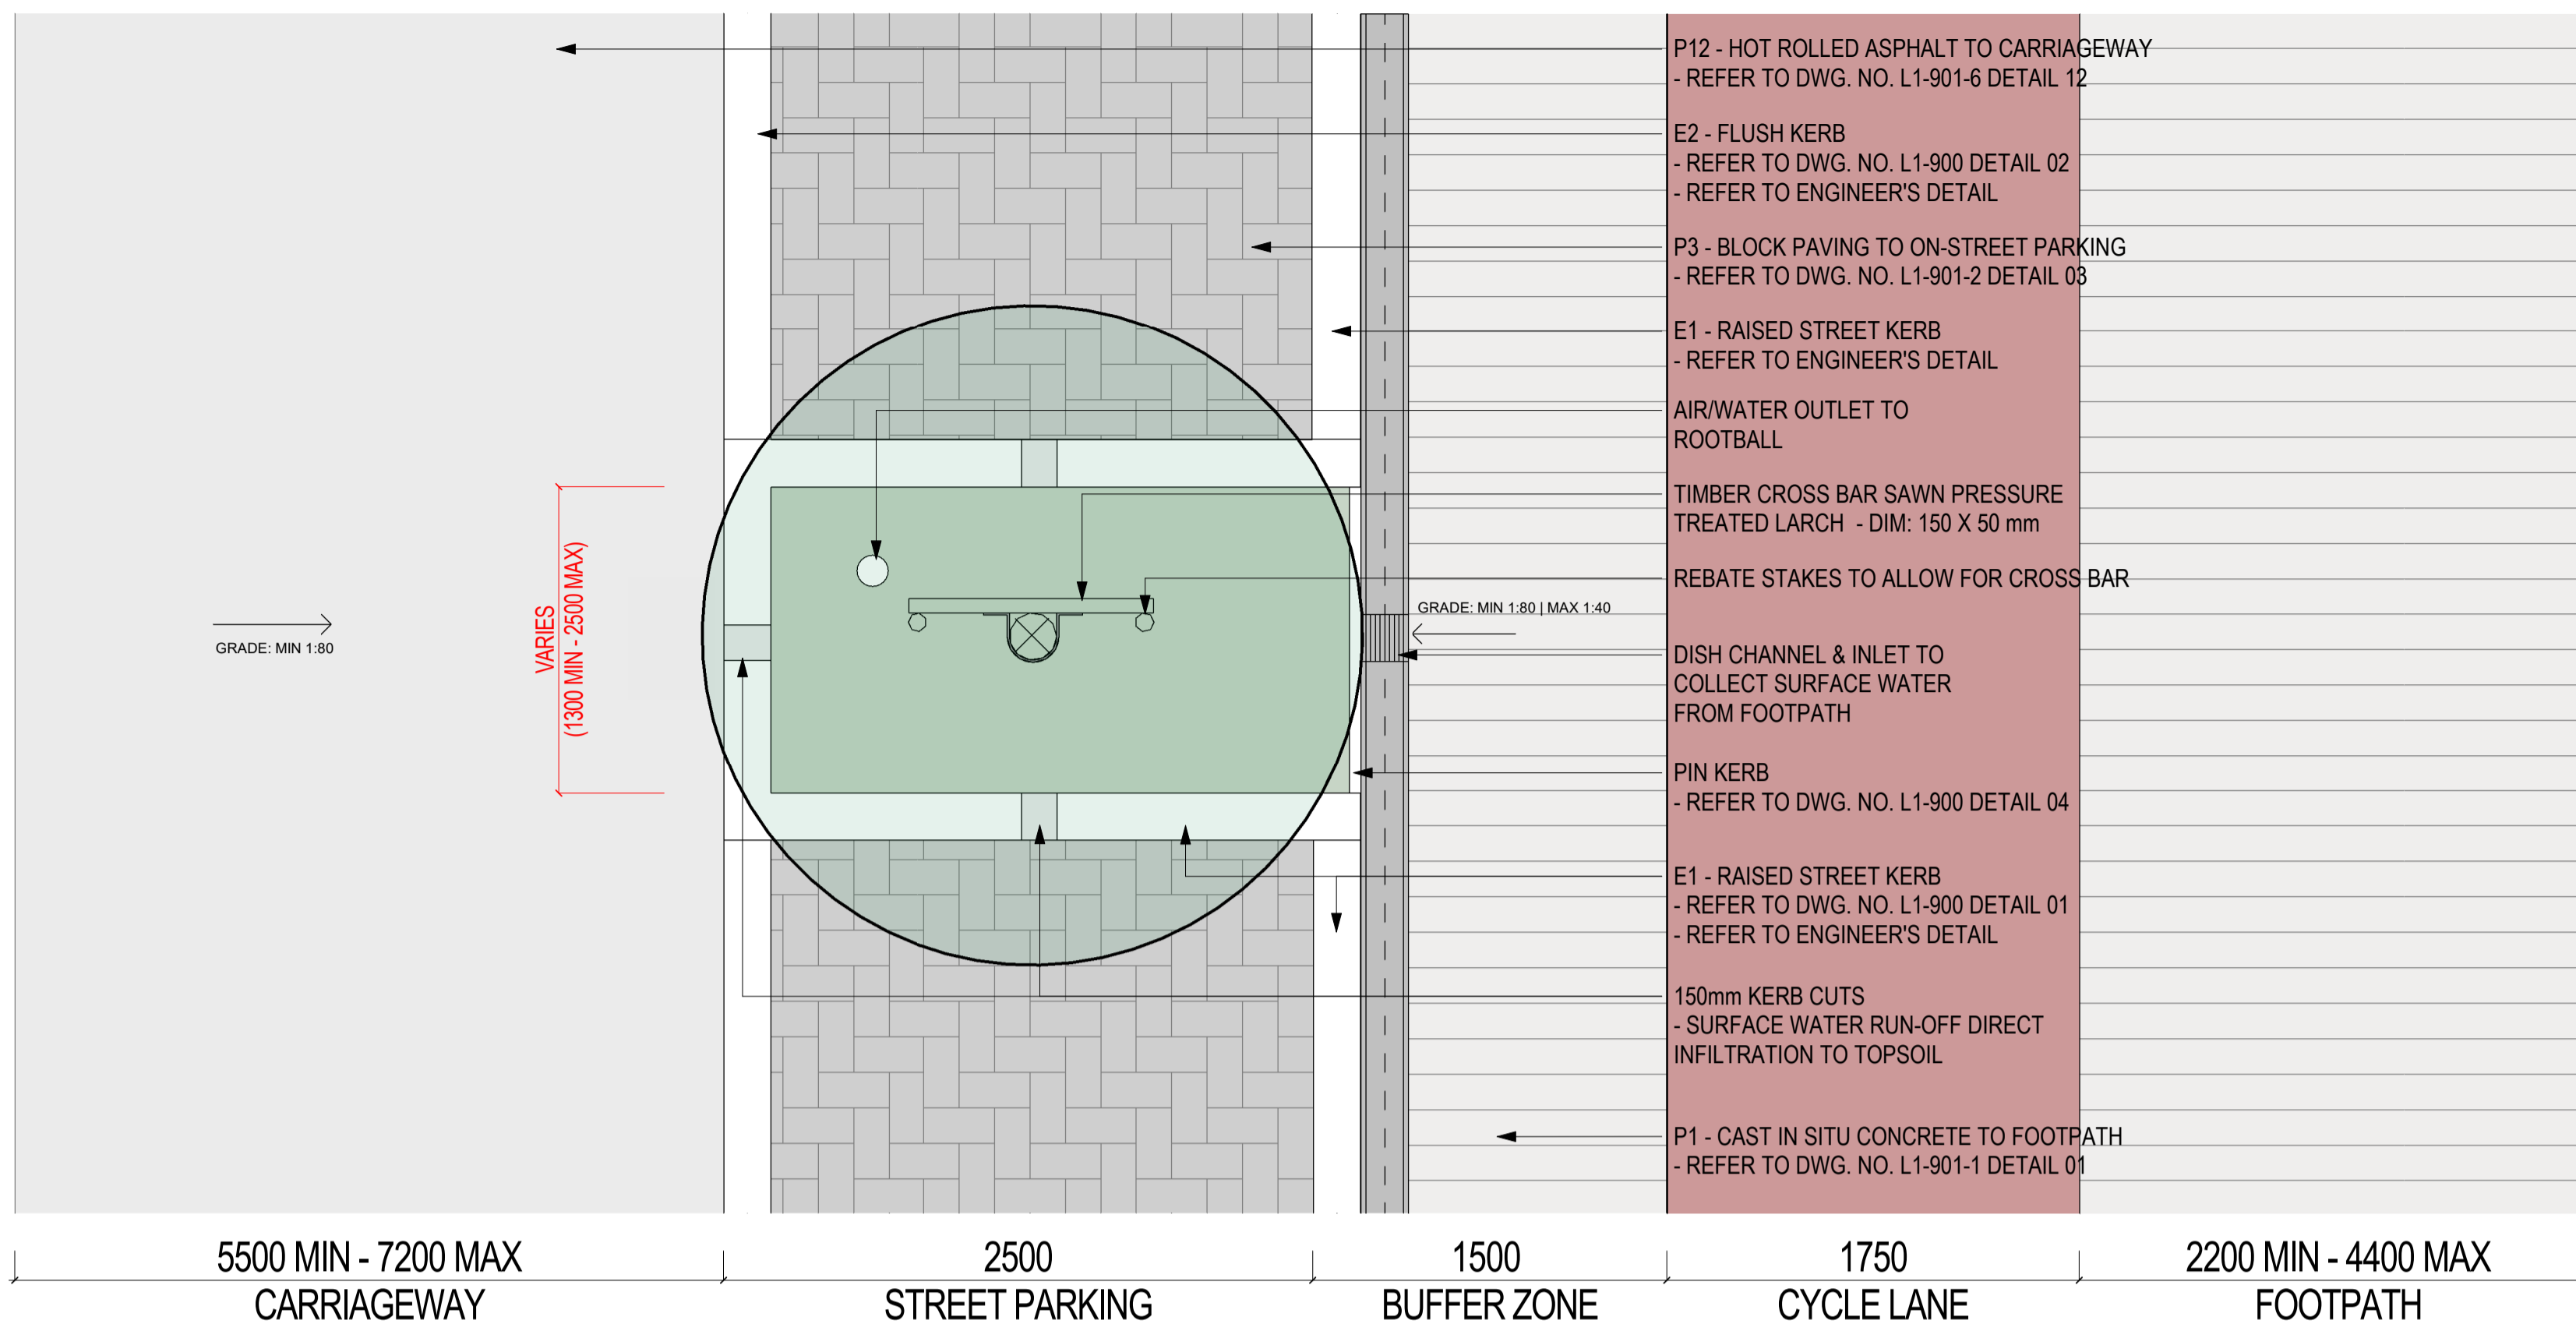 P12 - HOT ROLLED ASPHALT TO CARRIAGEWAY
- REFER TO DWG. NO. L1-901-6 DETAIL 12
E2 - FLUSH KERB
- REFER TO DWG. NO. L1-900 DETAIL 02
- REFER TO ENGINEER'S DETAIL
P3 - BLOCK PAVING TO ON-STREET PARKING
- REFER TO DWG. NO. L1-901-2 DETAIL 03
E1 - RAISED STREET KERB
- REFER TO ENGINEER'S DETAIL
AIR/WATER OUTLET TO
ROOTBALL
TIMBER CROSS BAR SAWN PRESSURE
TREATED LARCH - DIM: 150 X 50 mm
REBATE STAKES TO ALLOW FOR CROSS BAR
GRADE: MIN 1:80 | MAX 1:40
GRADE: MIN 1:80
VARIES
(1300 MIN - 2500 MAX)
DISH CHANNEL & INLET TO
COLLECT SURFACE WATER
FROM FOOTPATH
PIN KERB
- REFER TO DWG. NO. L1-900 DETAIL 04
E1 - RAISED STREET KERB
- REFER TO DWG. NO. L1-900 DETAIL 01
- REFER TO ENGINEER'S DETAIL
150mm KERB CUTS
- SURFACE WATER RUN-OFF DIRECT
INFILTRATION TO TOPSOIL
P1 - CAST IN SITU CONCRETE TO FOOTPATH
- REFER TO DWG. NO. L1-901-1 DETAIL 01
5500 MIN - 7200 MAX
CARRIAGEWAY
2500
STREET PARKING
1500
BUFFER ZONE
1750
CYCLE LANE
2200 MIN - 4400 MAX
FOOTPATH